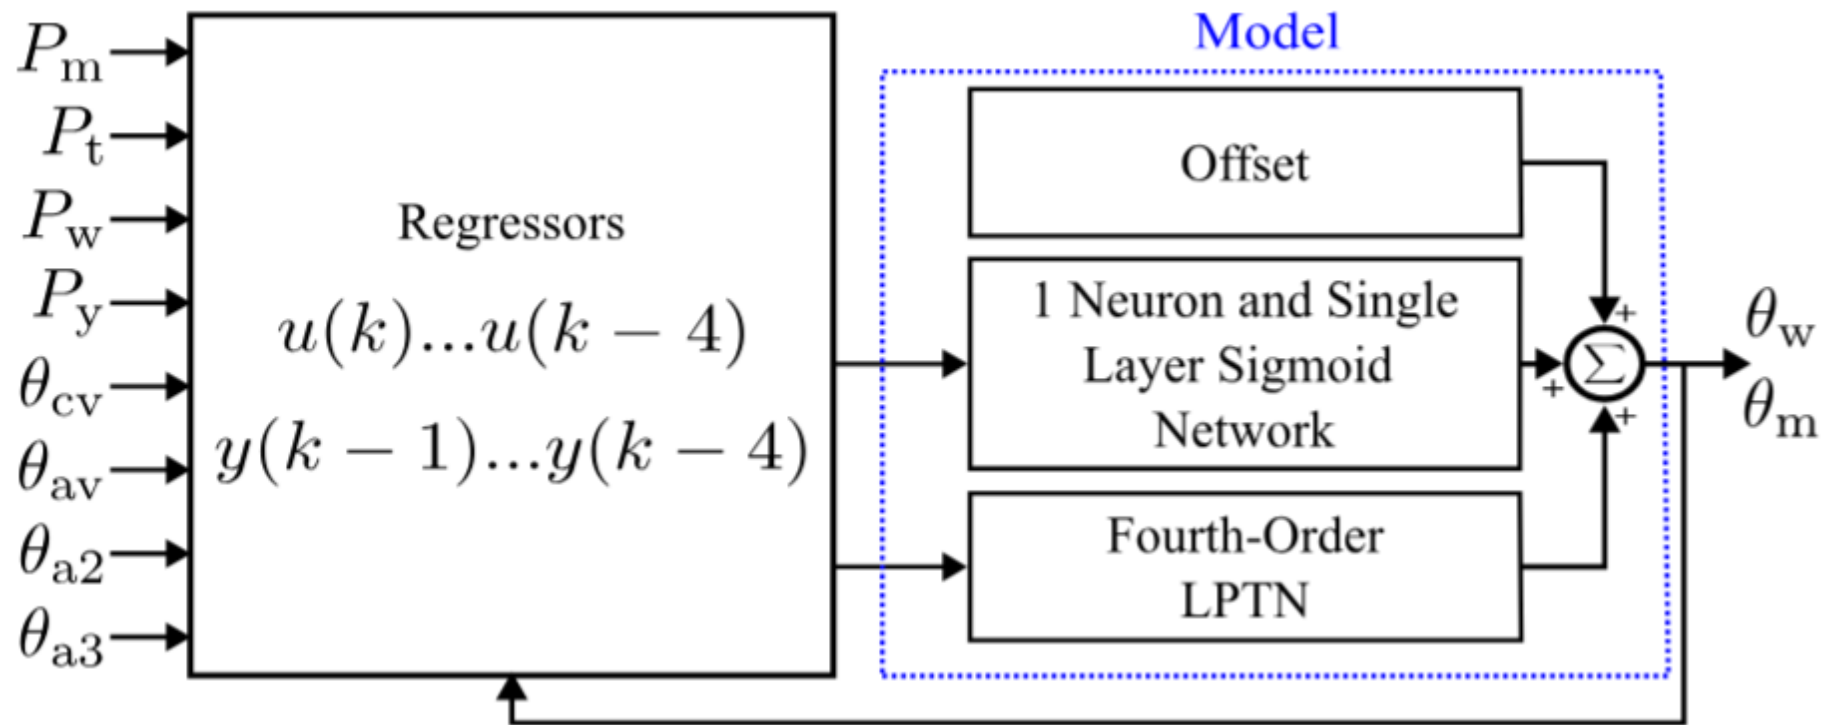 P_m
P_t
P_w
P_y
θ_cv
θ_av
θ_a2
θ_a3
Regressors
u(k)...u(k − 4)
y(k − 1)...y(k − 4)
Model
Offset
1 Neuron and Single
Layer Sigmoid
Network
Fourth-Order
LPTN
+
+
Σ
+
θ_w
θ_m